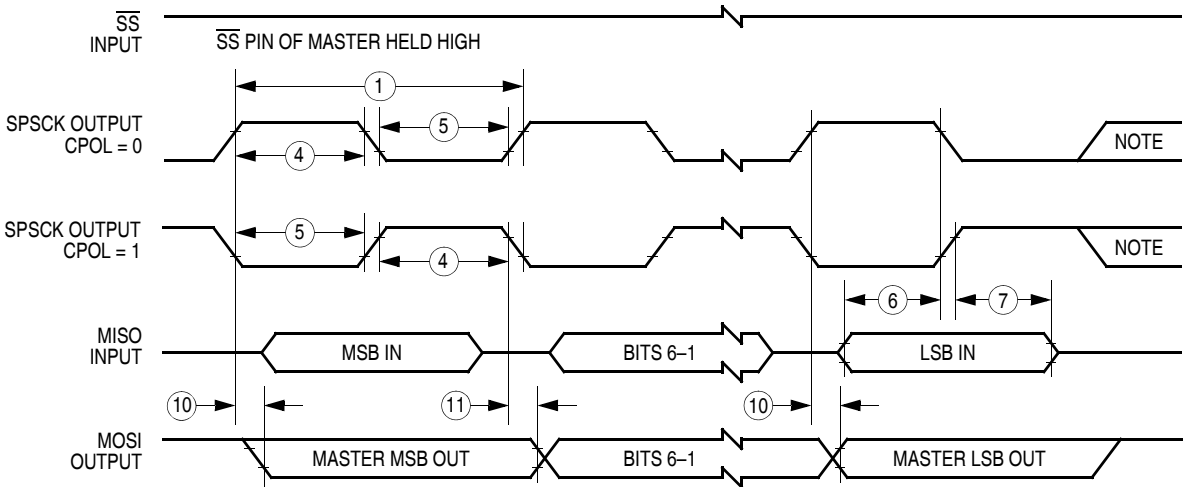 SS
INPUT
SS PIN OF MASTER HELD HIGH
1
SPSCK OUTPUT
CPOL = 0
5
4
NOTE
SPSCK OUTPUT
CPOL = 1
5
4
NOTE
6
7
MISO
INPUT
MSB IN
BITS 6–1
LSB IN
10
11
10
MOSI
OUTPUT
MASTER MSB OUT
BITS 6–1
MASTER LSB OUT